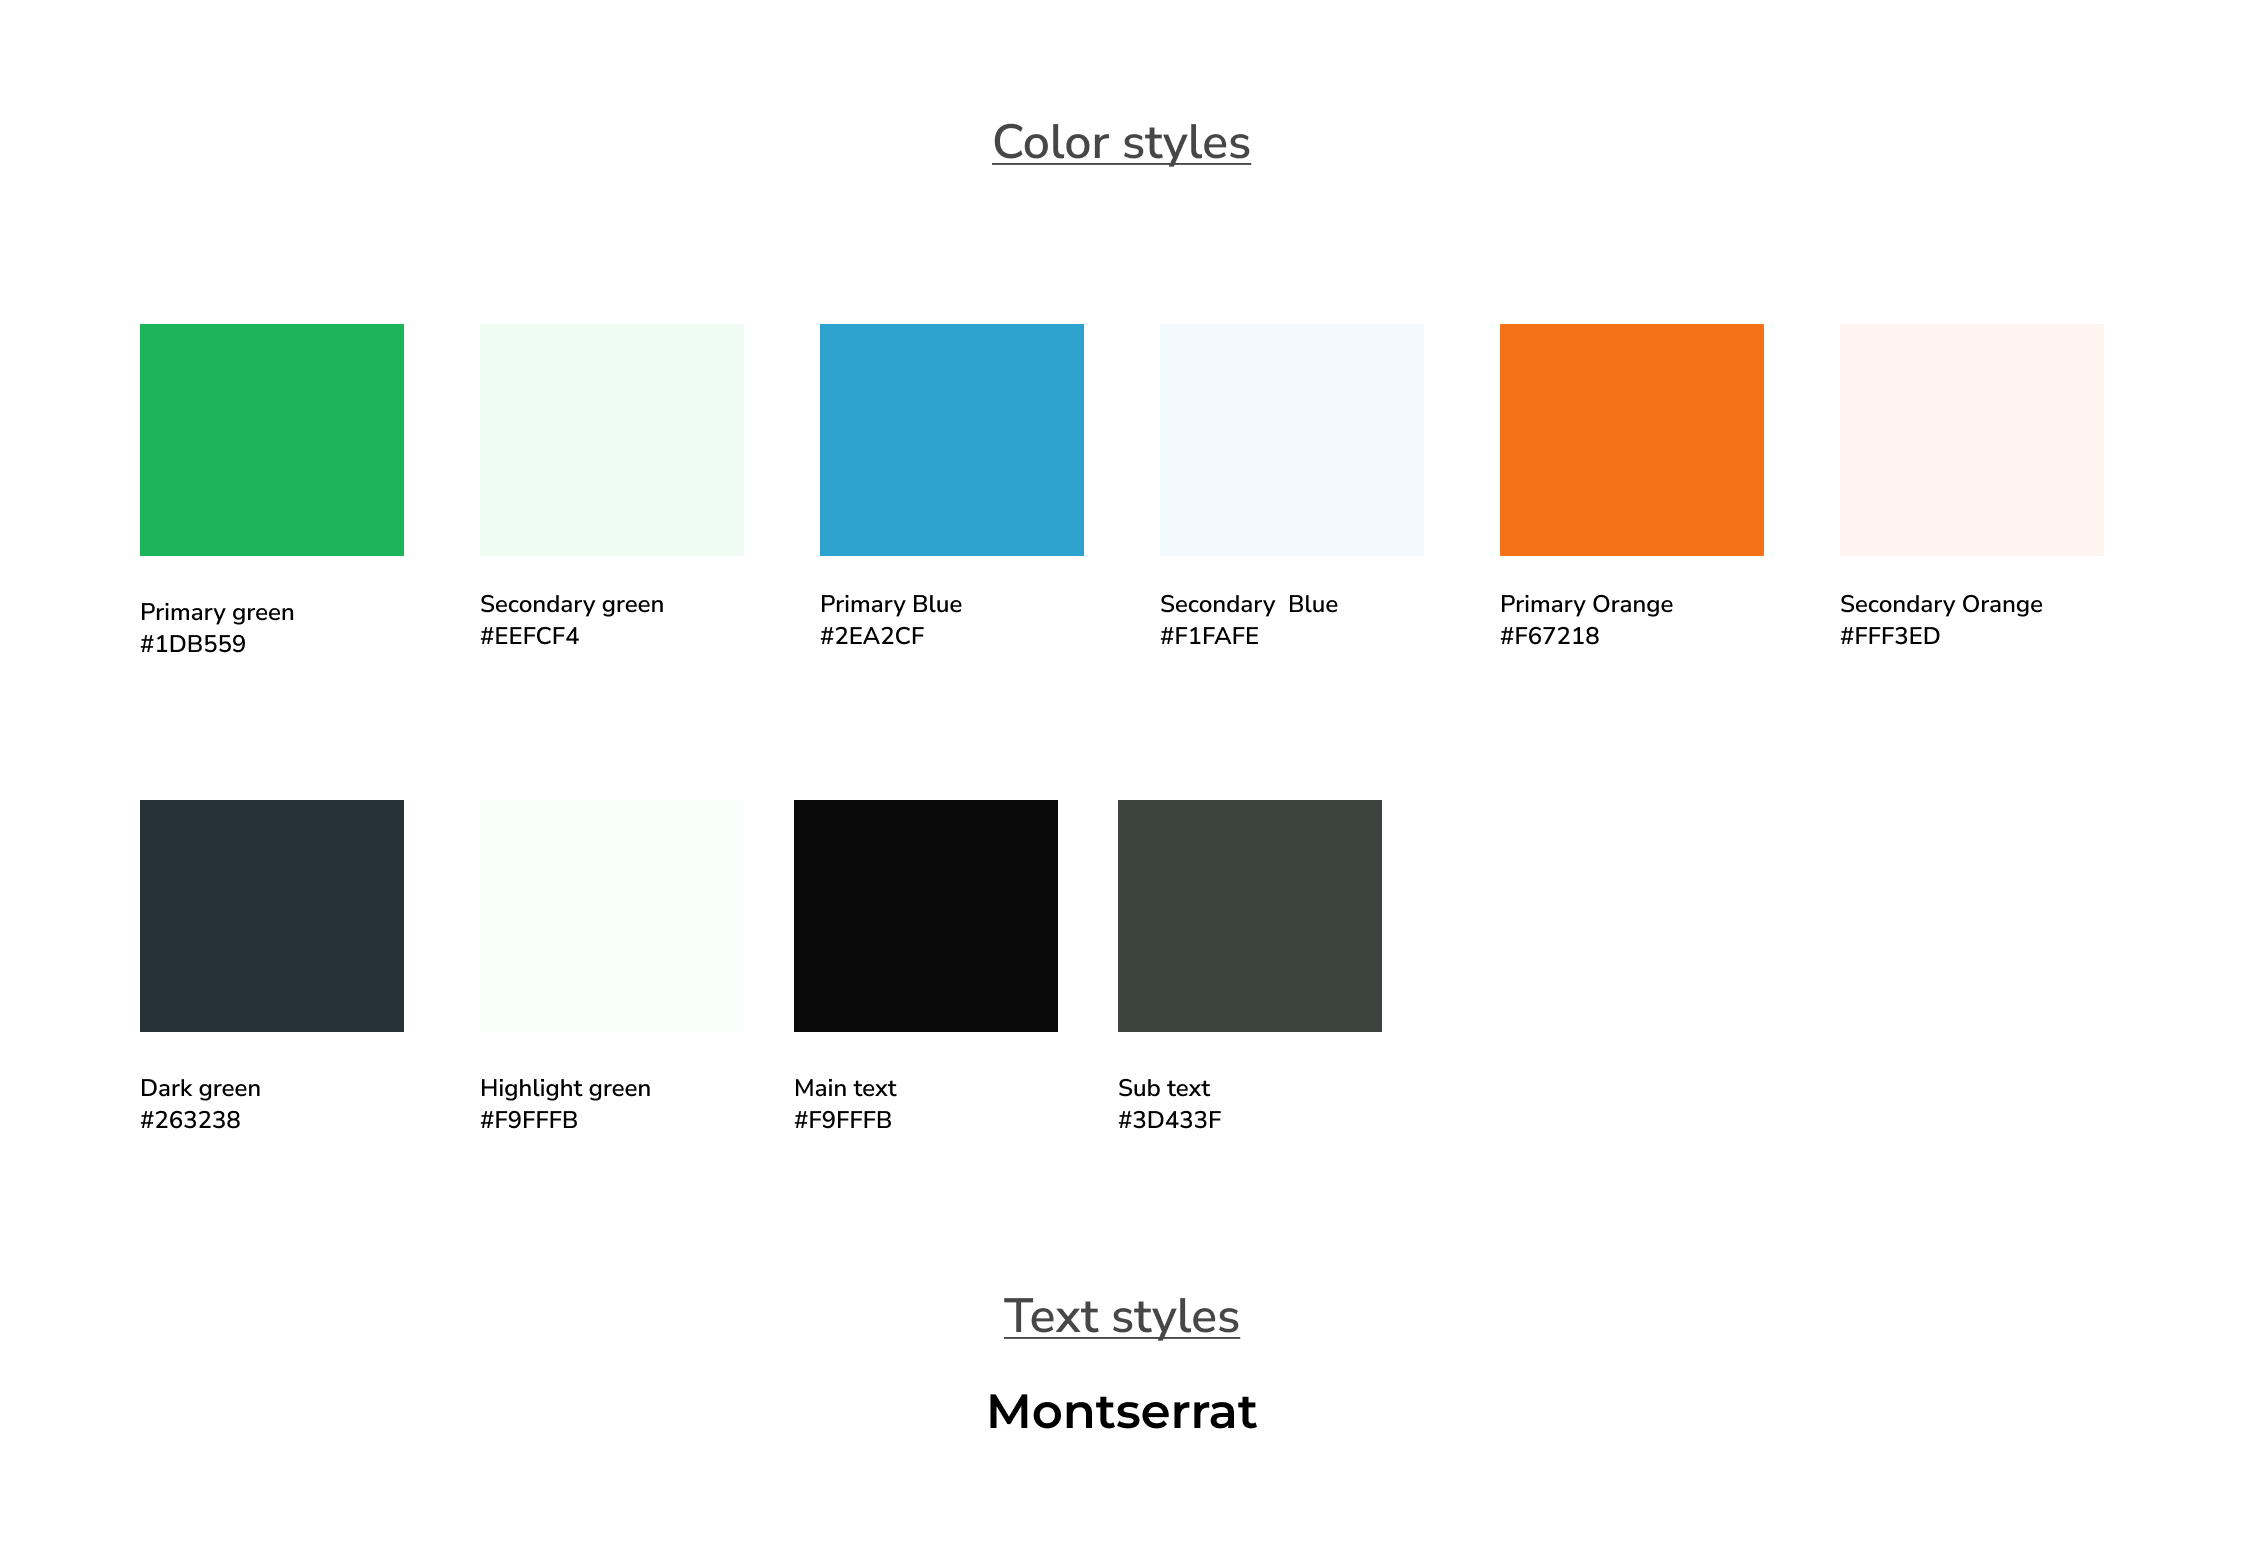 Color styles
Primary green
#1DB559
Secondary green
#EEFCF4
Primary Blue
#2EA2CF
Secondary  Blue
#F1FAFE
Primary Orange
#F67218
Secondary Orange
#FFF3ED
Dark green
#263238
Highlight green
#F9FFFB
Main text
#F9FFFB
Sub text
#3D433F
Text styles
Montserrat